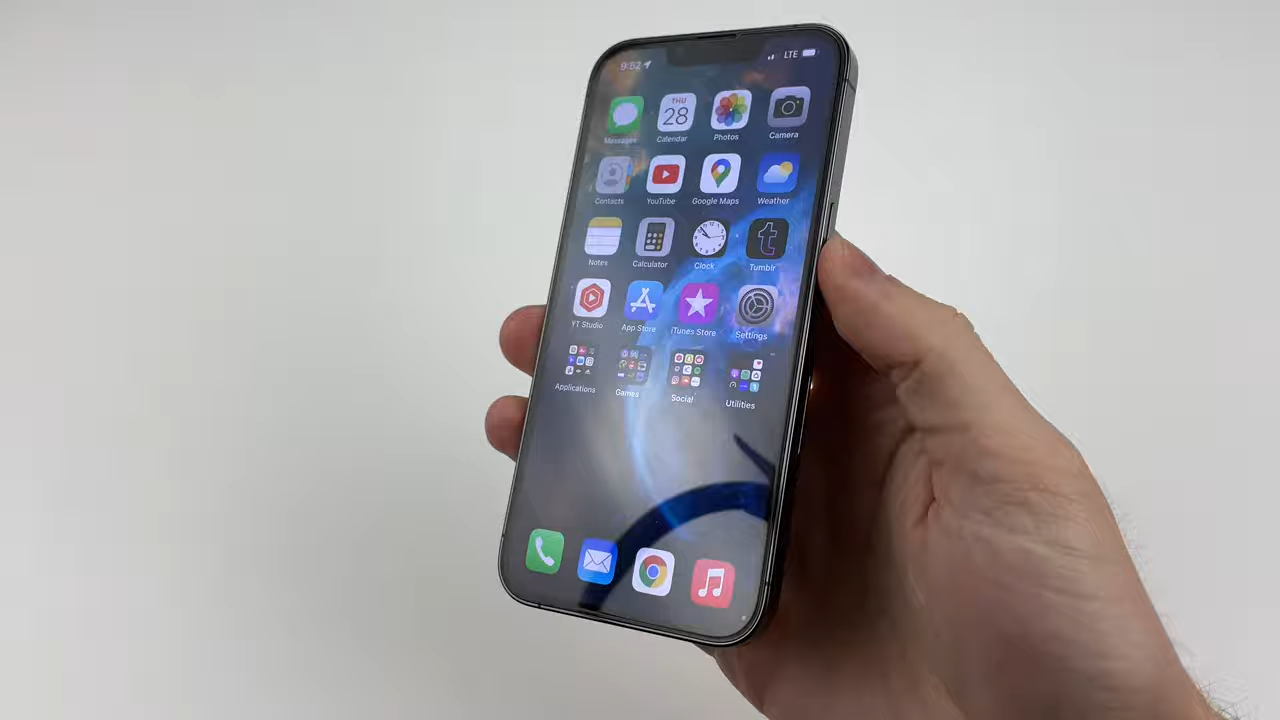 9:52 LTE
THU
28
Messages Calendar Photos Camera
Contacts YouTube Google Maps Weather
Notes Calculator Clock Tumblr
YT Studio App Store iTunes Store Settings
Applications Games Social Utilities